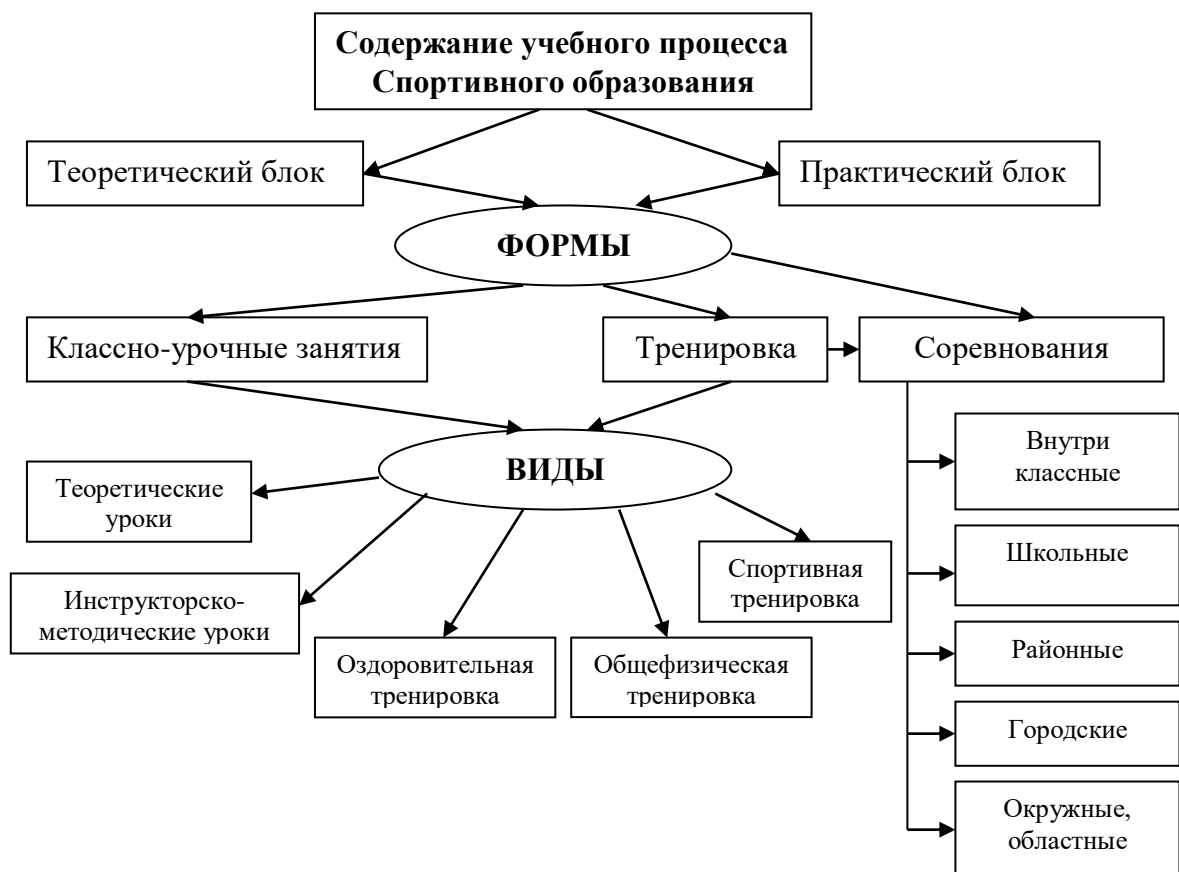 Содержание учебного процесса
Спортивного образования
Теоретический блок
Практический блок
ФОРМЫ
Классно-урочные занятия
Тренировка
Соревнования
ВИДЫ
Теоретические
уроки
Инструкторско-
методические уроки
Оздоровительная
тренировка
Общефизическая
тренировка
Спортивная
тренировка
Внутри
классные
Школьные
Районные
Городские
Окружные,
областные